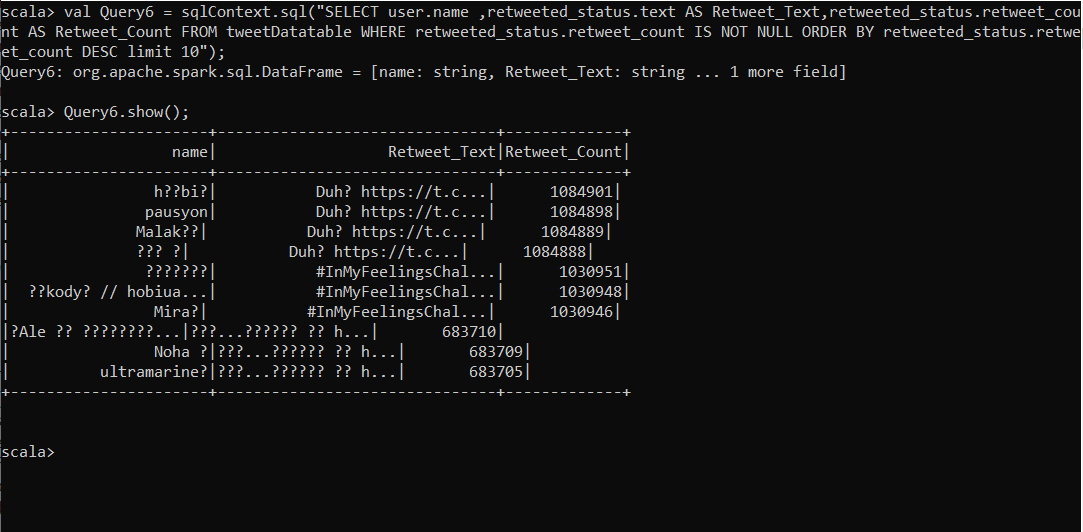 scala> val Query6 = sqlContext.sql("SELECT user.name ,retweeted_status.text AS Retweet_Text,retweeted_status.retweet_cou
nt AS Retweet_Count FROM tweetDatatable WHERE retweeted_status.retweet_count IS NOT NULL ORDER BY retweeted_status.retwe
et_count DESC limit 10");
Query6: org.apache.spark.sql.DataFrame = [name: string, Retweet_Text: string ... 1 more field]
scala> Query6.show();
+--------------------+----------------------------+-------------+
|                name|                Retweet_Text|Retweet_Count|
+--------------------+----------------------------+-------------+
|              h??bi?|          Duh? https://t.c...|      1084901|
|             pausyon|          Duh? https://t.c...|      1084898|
|             Malak??|          Duh? https://t.c...|      1084889|
|             ??? ?|          Duh? https://t.c...|      1084888|
|             ???????|          #InMyFeelingsChal...|      1030951|
|  ??kody? // hobiua...|          #InMyFeelingsChal...|      1030948|
|               Mira?|          #InMyFeelingsChal...|      1030946|
|?Ale ?? ????????...|???...?????? ?? h...|       683710|
|              Noha ?|???...?????? ?? h...|       683709|
|        ultramarine?|???...?????? ?? h...|       683705|
+--------------------+----------------------------+-------------+
scala>